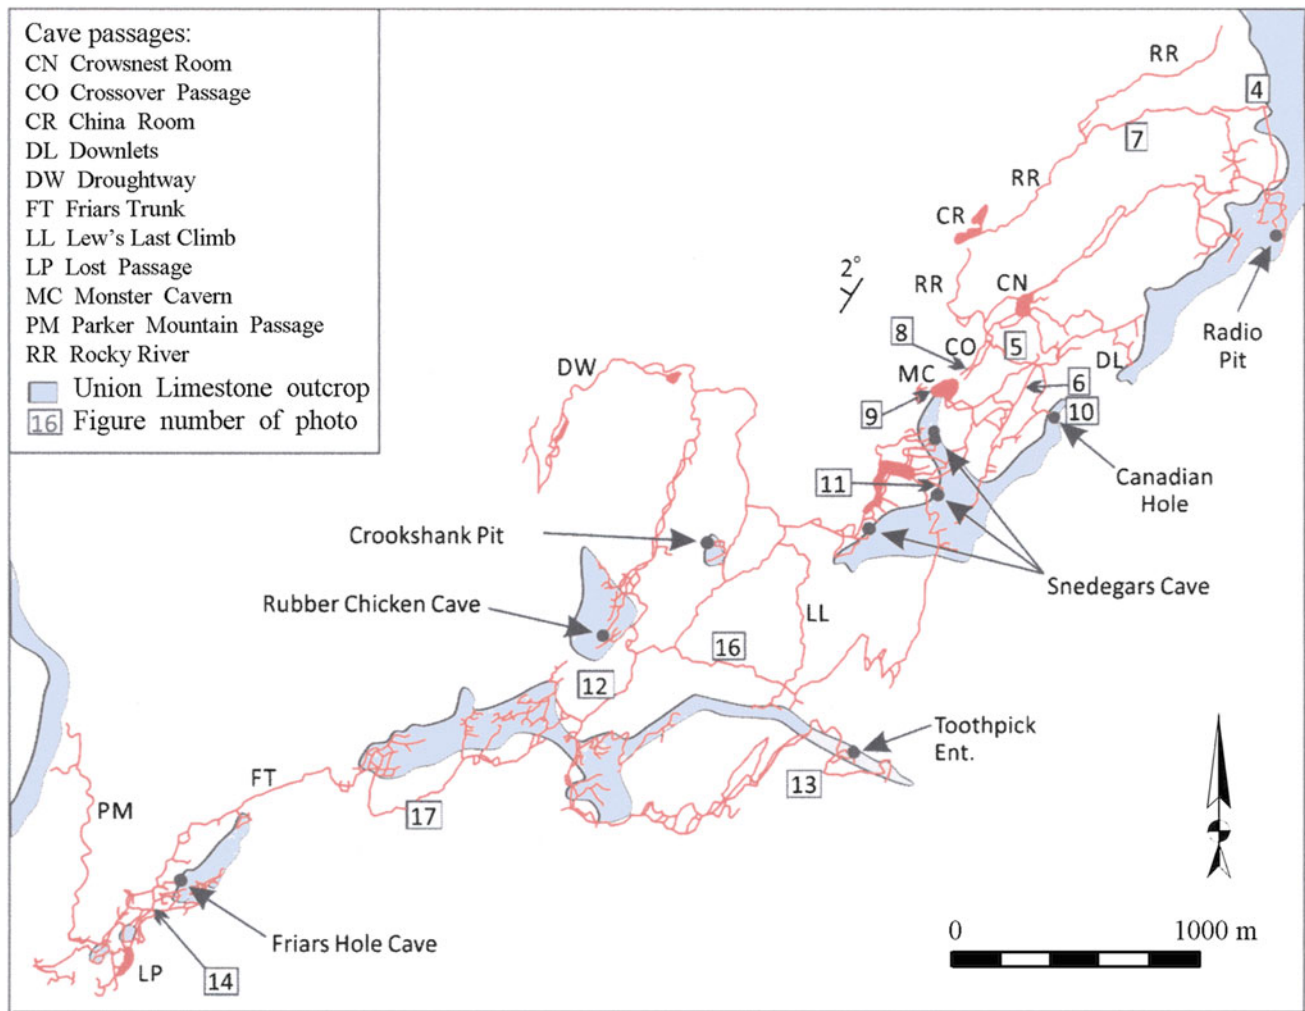 Cave passages:
CN Crowsnest Room
CO Crossover Passage
CR China Room
DL Downlets
DW Droughtway
FT Friars Trunk
LL Lew's Last Climb
LP Lost Passage
MC Monster Cavern
PM Parker Mountain Passage
RR Rocky River
Union Limestone outcrop
16 Figure number of photo
RR
4
7
RR
CR
2°
RR
CN
Radio
Pit
8
CO
5
DL
DW
MC
6
9
10
Canadian
Hole
11
Crookshank Pit
Snedegars Cave
Rubber Chicken Cave
LL
16
12
Toothpick
Ent.
FT
13
PM
17
Friars Hole Cave
0 1000 m
LP
14